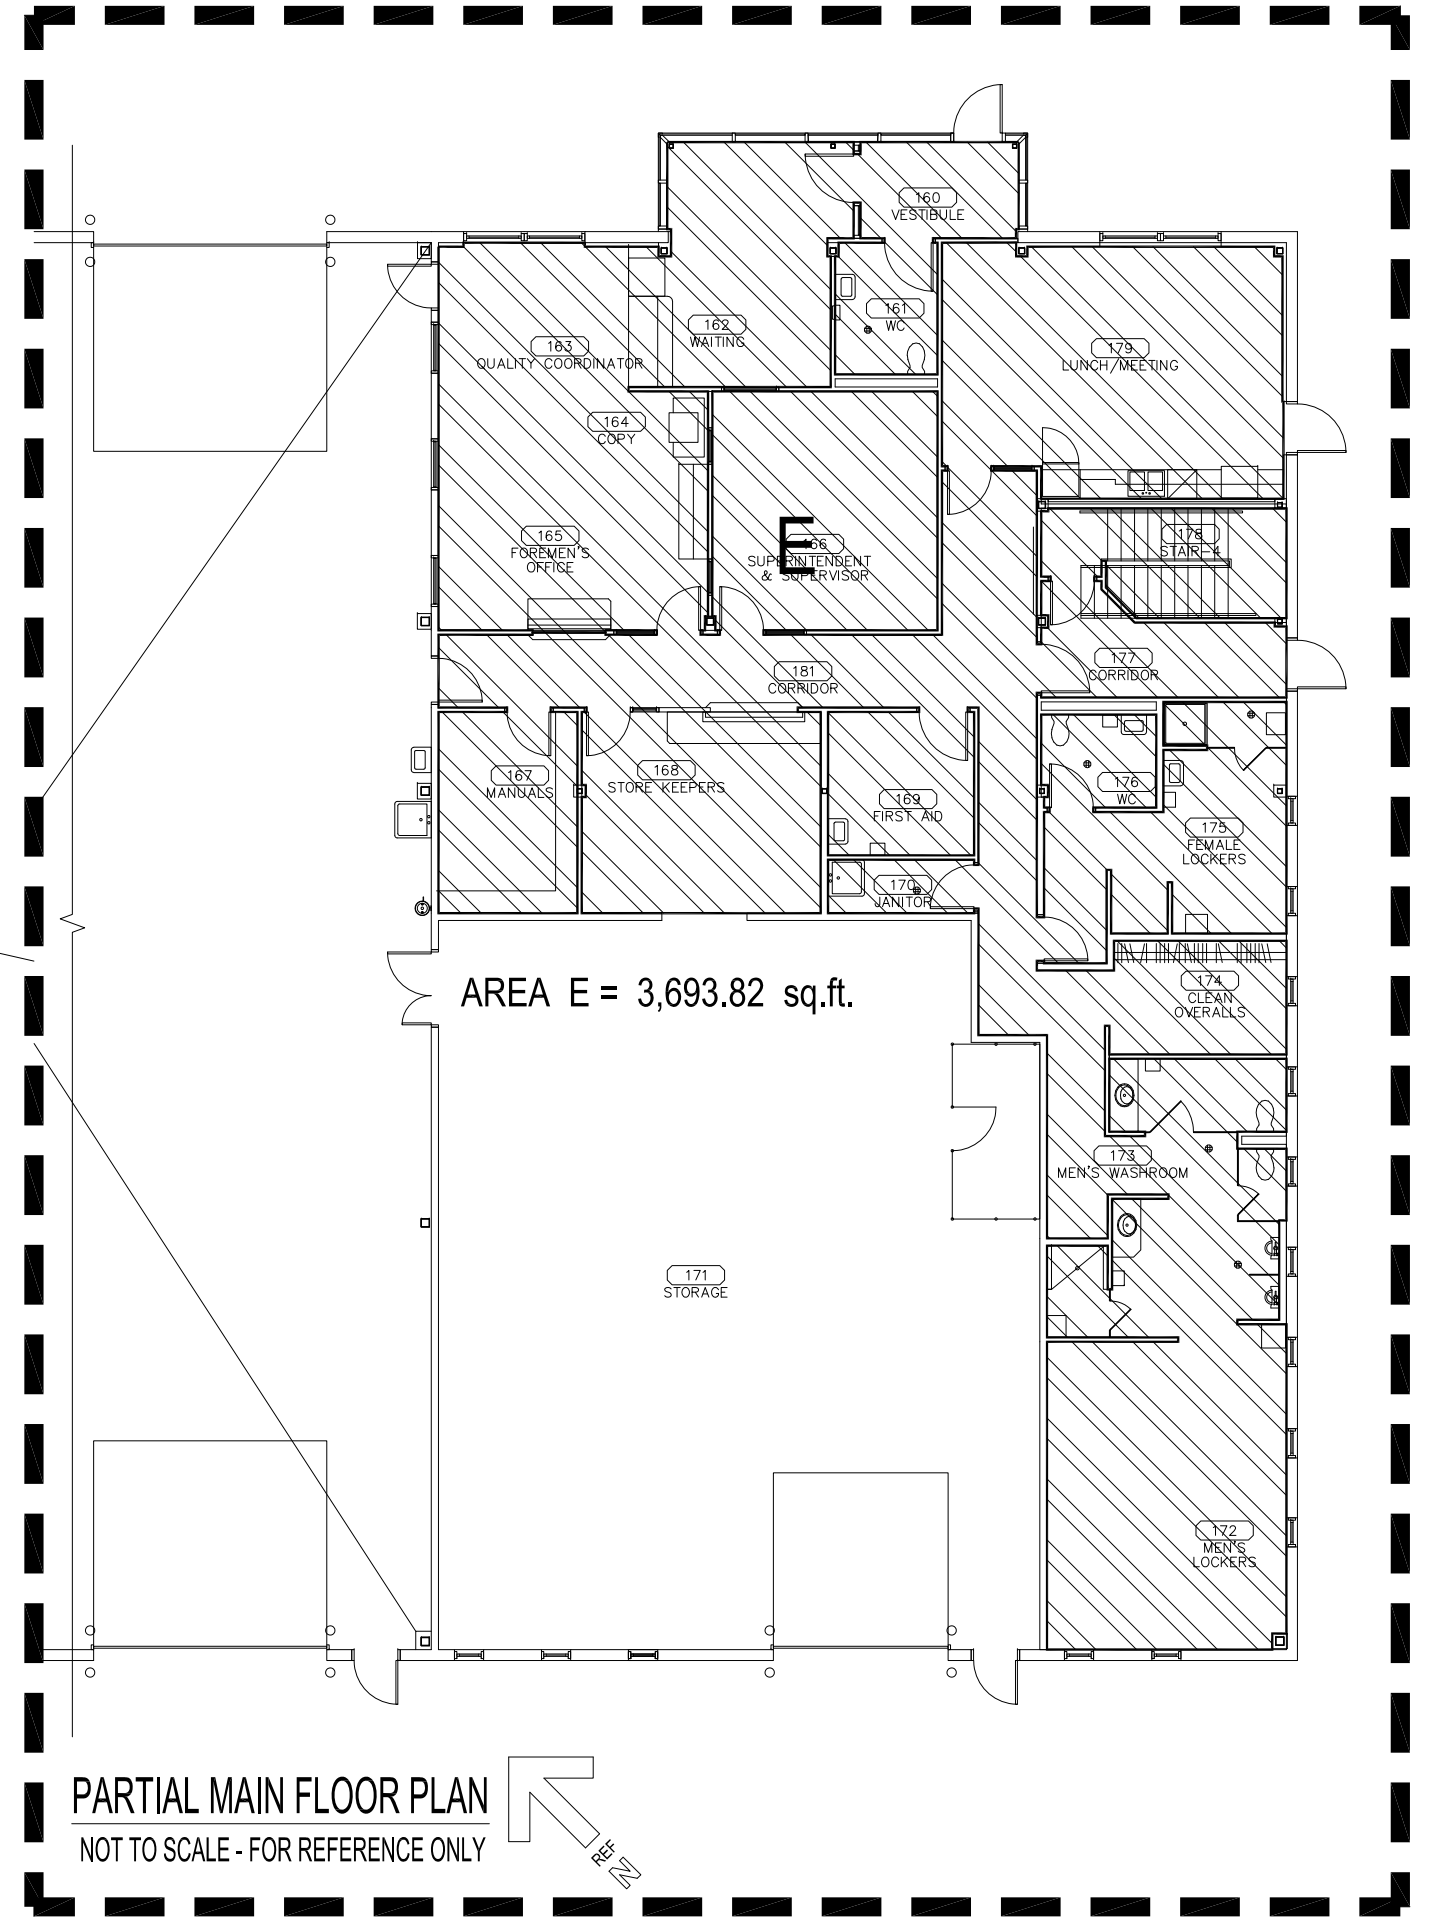 160
VESTIBULE
161
WC
162
WAITING
163
QUALITY COORDINATOR
179
LUNCH/MEETING
164
COPY
165
FOREMEN'S
OFFICE
E
166
SUPERINTENDENT
& SUPERVISOR
178
STAIR-4
177
CORRIDOR
181
CORRIDOR
167
MANUALS
168
STORE KEEPERS
169
FIRST AID
176
WC
175
FEMALE
LOCKERS
170
JANITOR
AREA E = 3,693.82 sq.ft.
174
CLEAN
OVERALLS
173
MEN'S WASHROOM
171
STORAGE
172
MEN'S
LOCKERS
PARTIAL MAIN FLOOR PLAN
NOT TO SCALE - FOR REFERENCE ONLY
REF
N